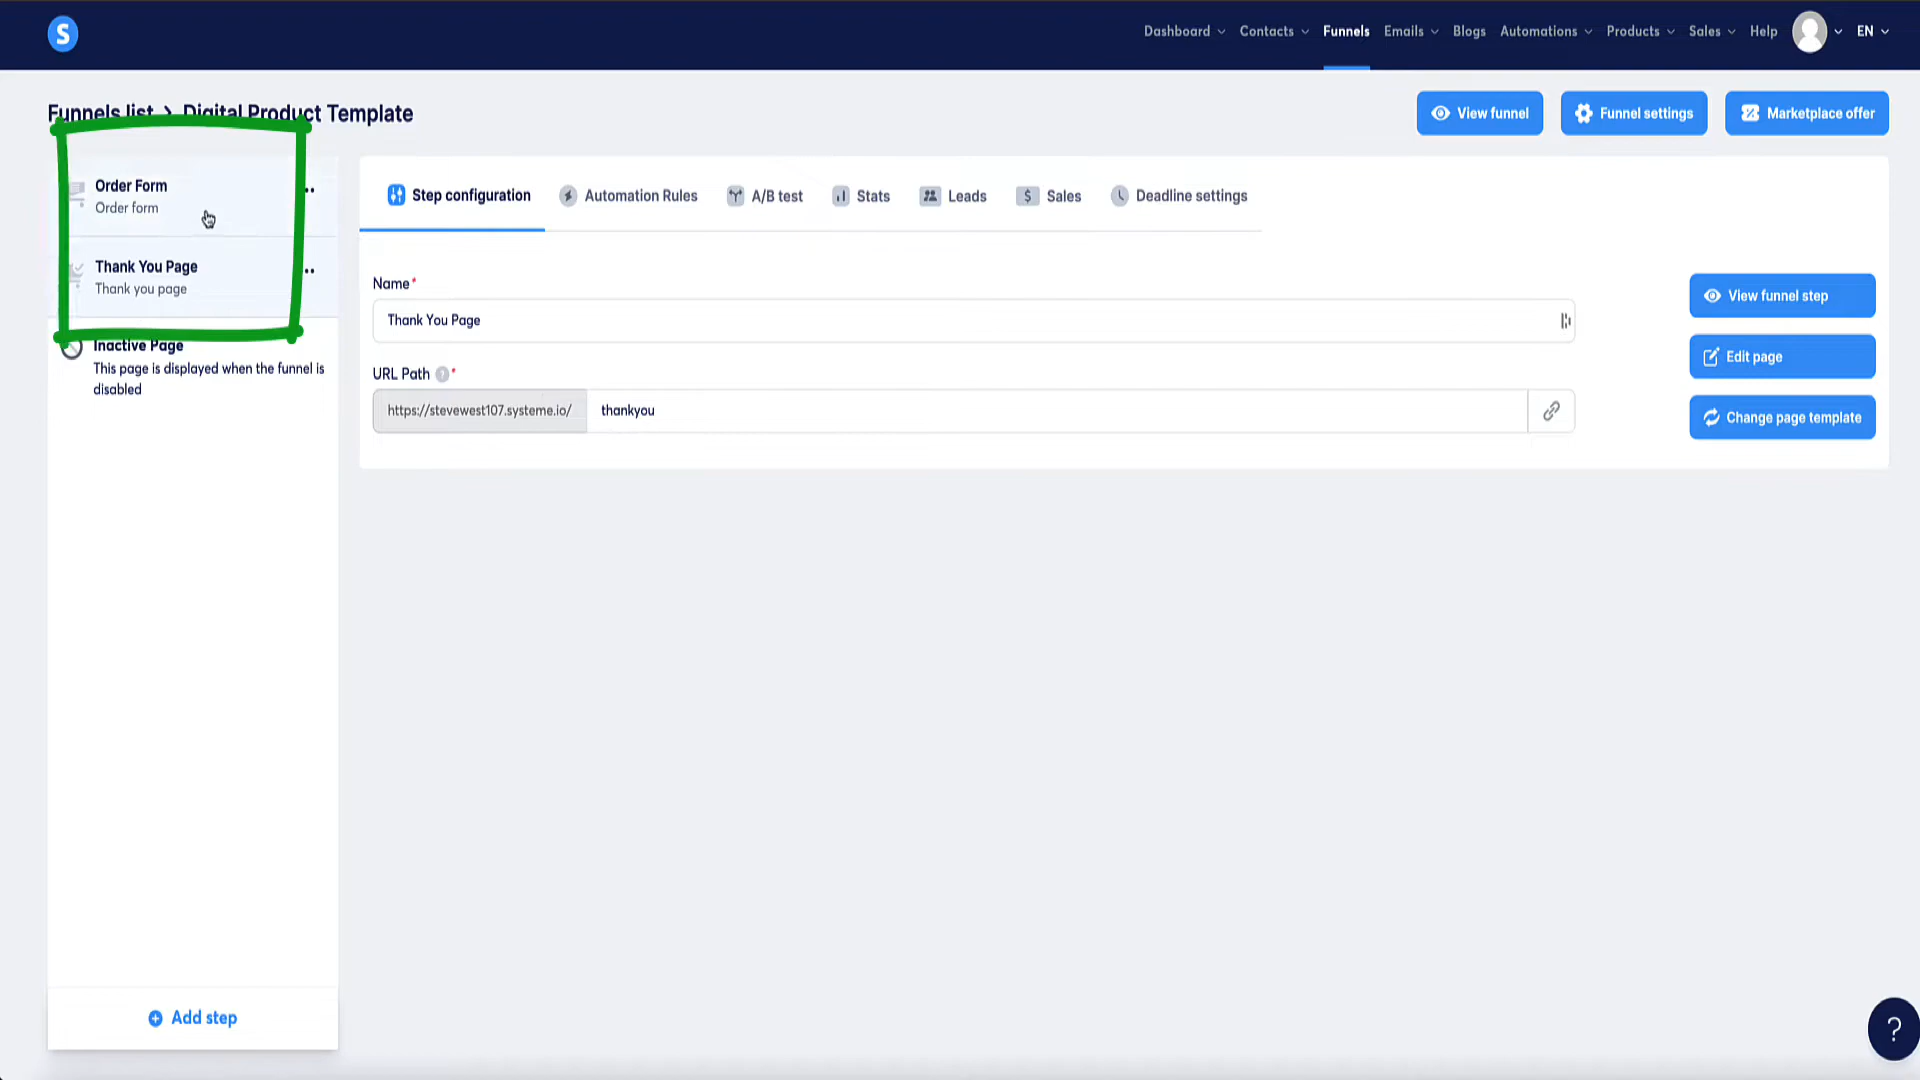 S
Dashboard
Contacts
Funnels
Emails
Blogs
Automations
Products
Sales
Help
EN
Funnels list > Digital Product Template
View funnel
Funnel settings
Marketplace offer
Order Form
Order form
Thank You Page
Thank you page
Inactive Page
This page is displayed when the funnel is
disabled
Add step
Step configuration
Automation Rules
A/B test
Stats
Leads
$ Sales
Deadline settings
Name*
Thank You Page
URL Path ?*
https://stevewest107.systeme.io/ thankyou
View funnel step
Edit page
Change page template
?